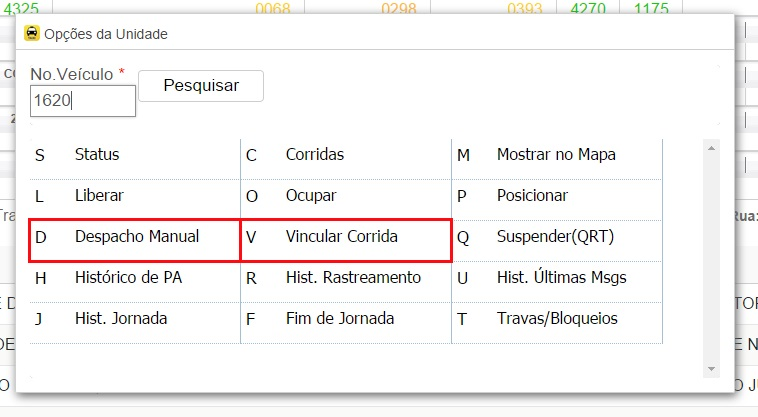 4325 0068 0298 0393 4270 1175
Opções da Unidade
No.Veículo *
1620 Pesquisar
S Status C Corridas M Mostrar no Mapa
L Liberar O Ocupar P Posicionar
Tra Rua:
D Despacho Manual V Vincular Corrida Q Suspender(QRT)
H Histórico de PA R Hist. Rastreamento U Hist. Últimas Msgs
J Hist. Jornada F Fim de Jornada T Travas/Bloqueios